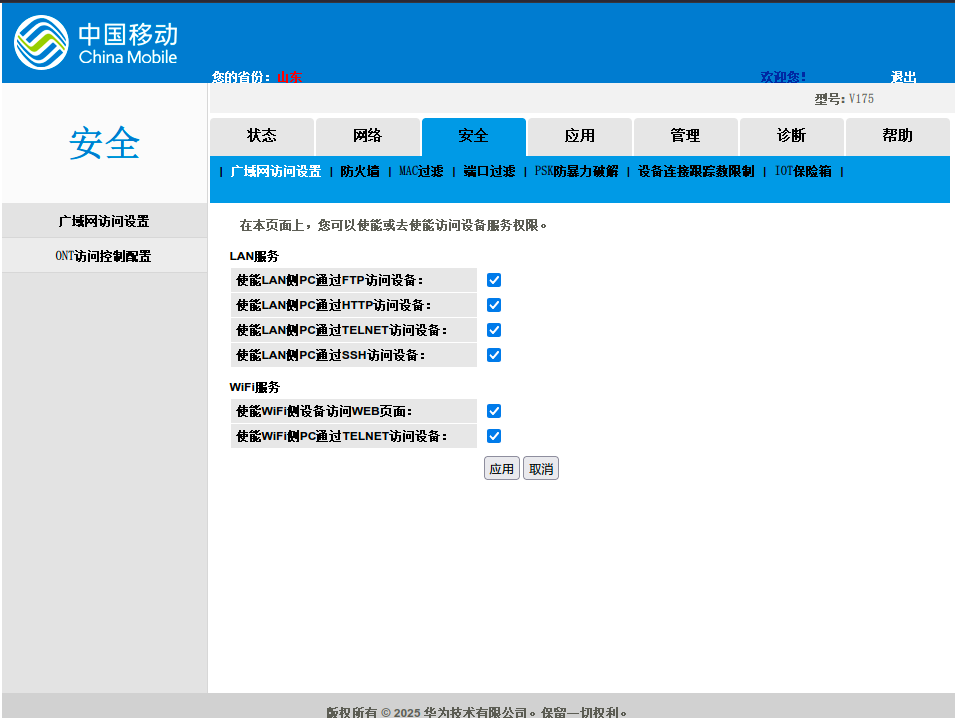 中国移动
China Mobile
您的省份：山东 欢迎您！ 退出
型号：V175
安全
状态 网络 安全 应用 管理 诊断 帮助
| 广域网访问设置 | 防火墙 | MAC过滤 | 端口过滤 | PSK防暴力破解 | 设备连接跟踪数限制 | IOT保险箱 |
广域网访问设置
ONT访问控制配置
在本页面上，您可以使能或去使能访问设备服务权限。
LAN服务
使能LAN侧PC通过FTP访问设备：
使能LAN侧PC通过HTTP访问设备：
使能LAN侧PC通过TELNET访问设备：
使能LAN侧PC通过SSH访问设备：
WiFi服务
使能WiFi侧设备访问WEB页面：
使能WiFi侧PC通过TELNET访问设备：
应用 取消
版权所有 © 2025 华为技术有限公司。保留一切权利。